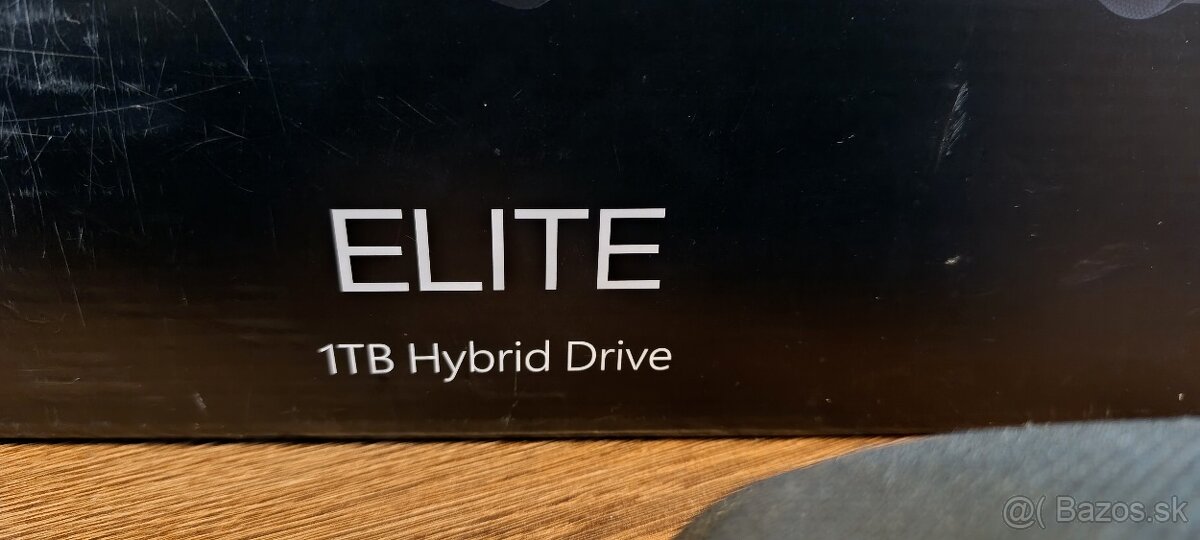 ELITE
1TB Hybrid Drive
@( Bazos.sk